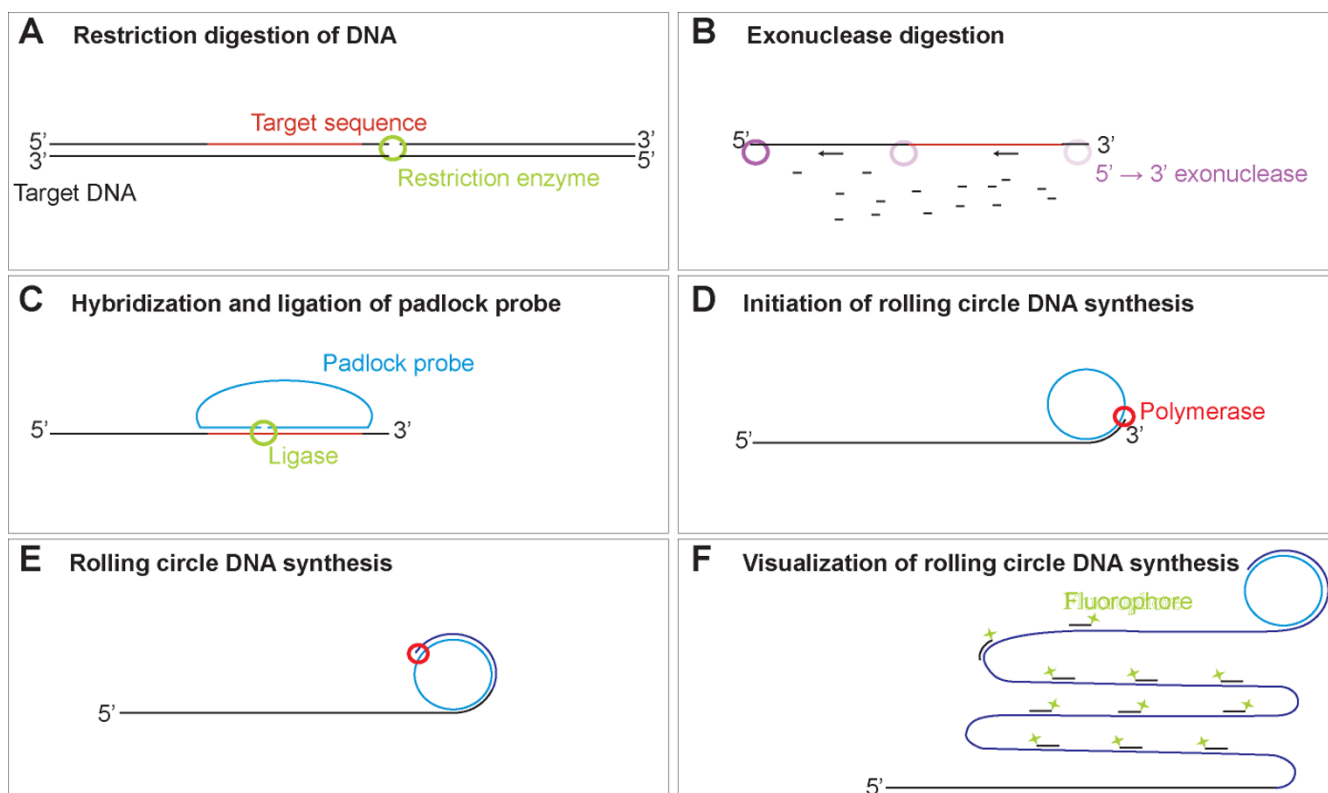 A Restriction digestion of DNA
Target sequence
5’ 3’
3’ 5’
Restriction enzyme
Target DNA
B Exonuclease digestion
5’ 3’
5’ → 3’ exonuclease
C Hybridization and ligation of padlock probe
Padlock probe
5’ 3’
Ligase
D Initiation of rolling circle DNA synthesis
Polymerase
3’
5’
E Rolling circle DNA synthesis
5’
F Visualization of rolling circle DNA synthesis
Fluorophore
5’